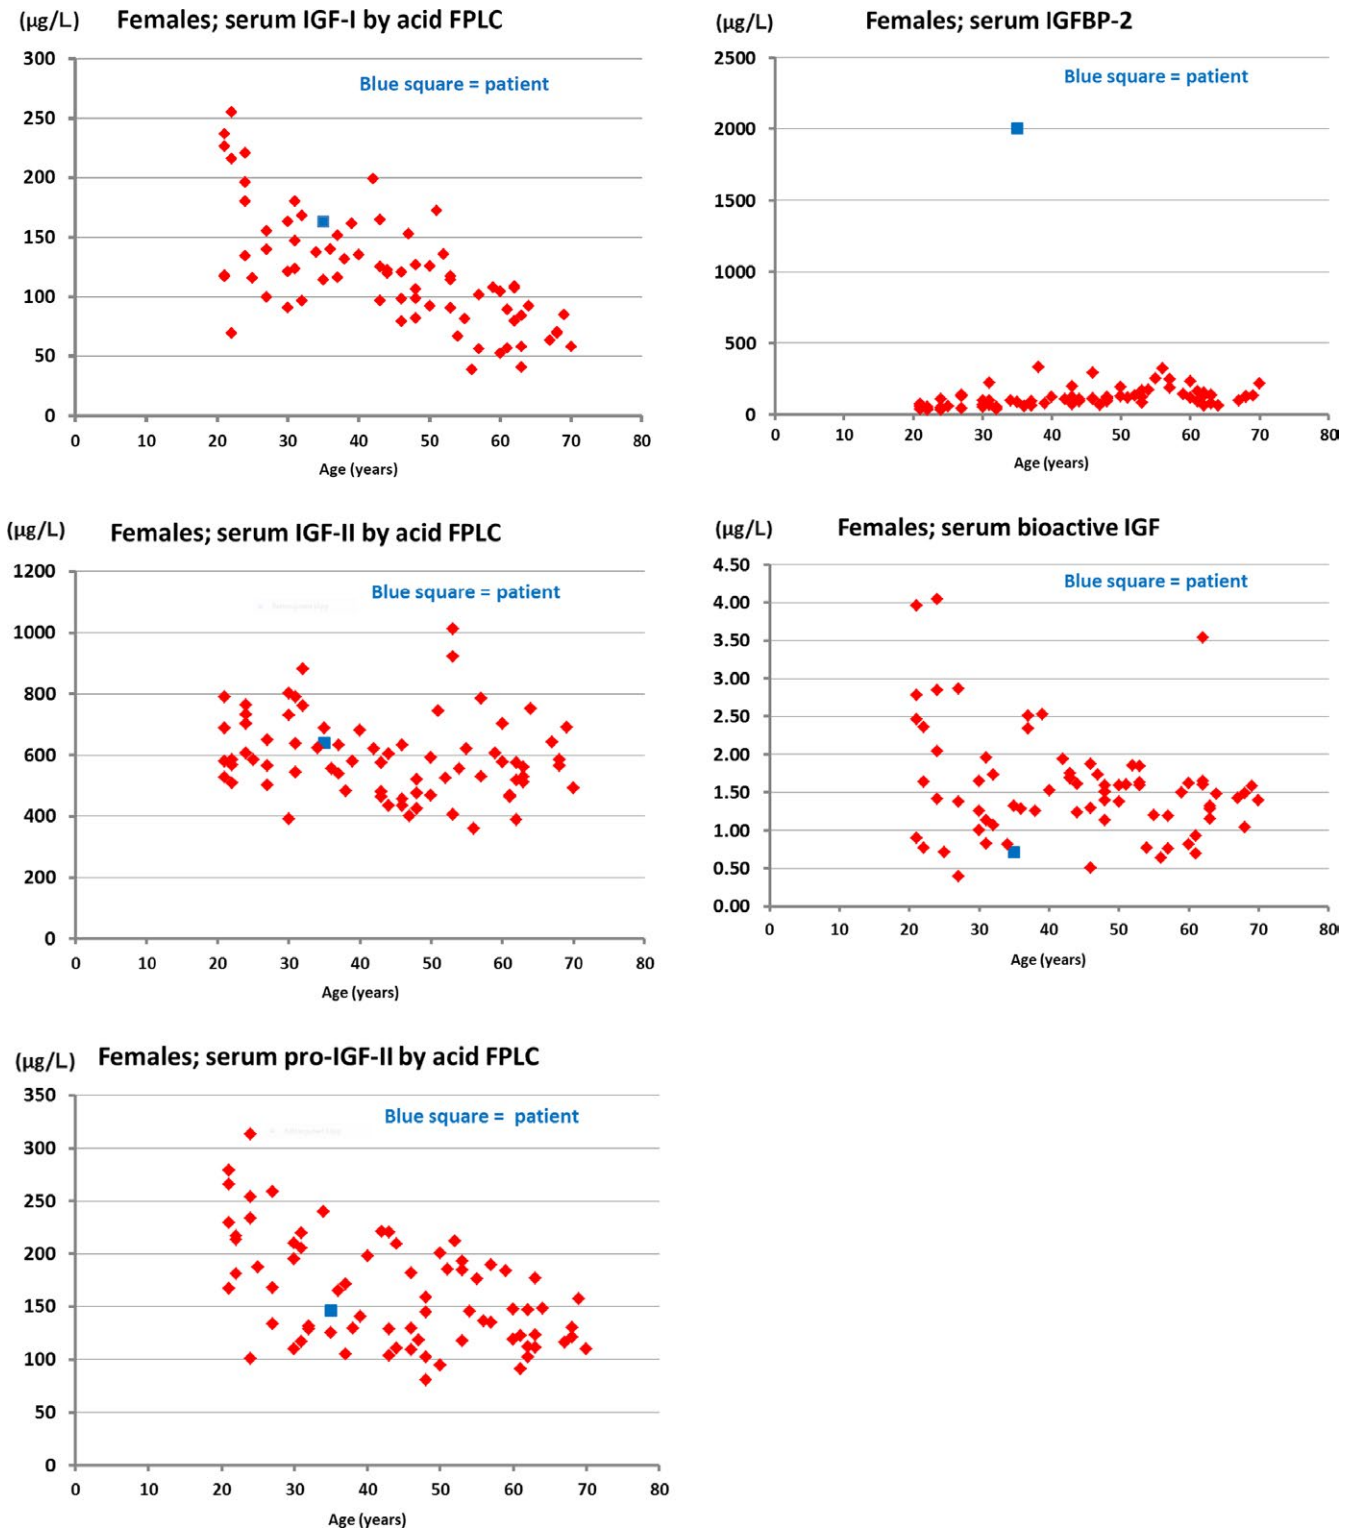 (µg/L) Females; serum IGF-I by acid FPLC
Blue square = patient
300
250
200
150
100
50
0
0 10 20 30 40 50 60 70 80
Age (years)
(µg/L) Females; serum IGFBP-2
Blue square = patient
2500
2000
1500
1000
500
0
0 10 20 30 40 50 60 70 80
Age (years)
(µg/L) Females; serum IGF-II by acid FPLC
Blue square = patient
1200
1000
800
600
400
200
0
0 10 20 30 40 50 60 70 80
Age (years)
(µg/L) Females; serum bioactive IGF
Blue square = patient
4.50
4.00
3.50
3.00
2.50
2.00
1.50
1.00
0.50
0.00
0 10 20 30 40 50 60 70 80
Age (years)
(µg/L) Females; serum pro-IGF-II by acid FPLC
Blue square = patient
350
300
250
200
150
100
50
0
0 10 20 30 40 50 60 70 80
Age (years)